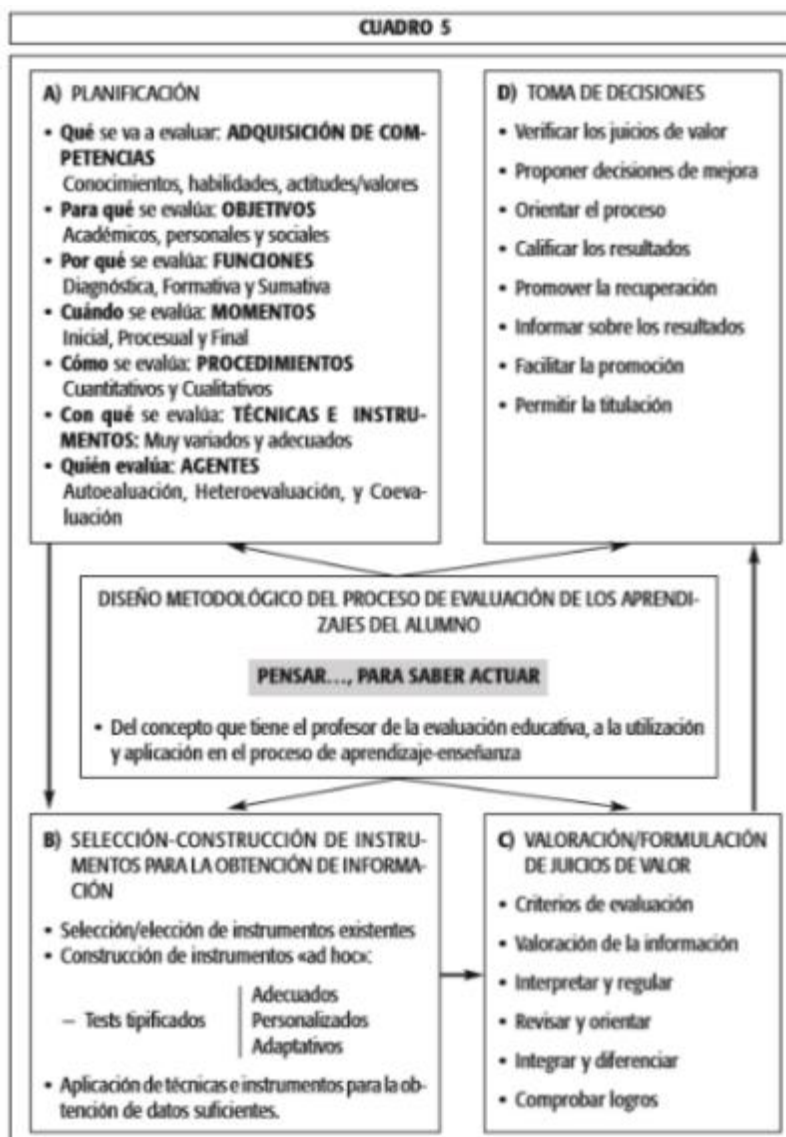 CUADRO 5
A) PLANIFICACIÓN
• Qué se va a evaluar: ADQUISICIÓN DE COM-
PETENCIAS
Conocimientos, habilidades, actitudes/valores
• Para qué se evalúa: OBJETIVOS
Académicos, personales y sociales
• Por qué se evalúa: FUNCIONES
Diagnóstica, Formativa y Sumativa
• Cuándo se evalúa: MOMENTOS
Inicial, Procesual y Final
• Cómo se evalúa: PROCEDIMIENTOS
Cuantitativos y Cualitativos
• Con qué se evalúa: TÉCNICAS E INSTRU-
MENTOS: Muy variados y adecuados
• Quién evalúa: AGENTES
Autoealuación, Heteroevaluación, y Coeva-
luación
D) TOMA DE DECISIONES
• Verificar los juicios de valor
• Proponer decisiones de mejora
• Orientar el proceso
• Calificar los resultados
• Promover la recuperación
• Informar sobre los resultados
• Facilitar la promoción
• Permitir la titulación
DISEÑO METODOLÓGICO DEL PROCESO DE EVALUACIÓN DE LOS APRENDI-
ZAJES DEL ALUMNO
PENSAR..., PARA SABER ACTUAR
• Del concepto que tiene el profesor de la evaluación educativa, a la utilización
y aplicación en el proceso de aprendizaje-enseñanza
B) SELECCIÓN-CONSTRUCCIÓN DE INSTRU-
MENTOS PARA LA OBTENCIÓN DE INFORMA-
CIÓN
• Selección/elección de instrumentos existentes
• Construcción de instrumentos «ad hoc»:
– Tests tipificados
Adecuados
Personalizados
Adaptativos
• Aplicación de técnicas e instrumentos para la ob-
tención de datos suficientes.
C) VALORACIÓN/FORMULACIÓN
DE JUICIOS DE VALOR
• Criterios de evaluación
• Valoración de la información
• Interpretar y regular
• Revisar y orientar
• Integrar y diferenciar
• Comprobar logros